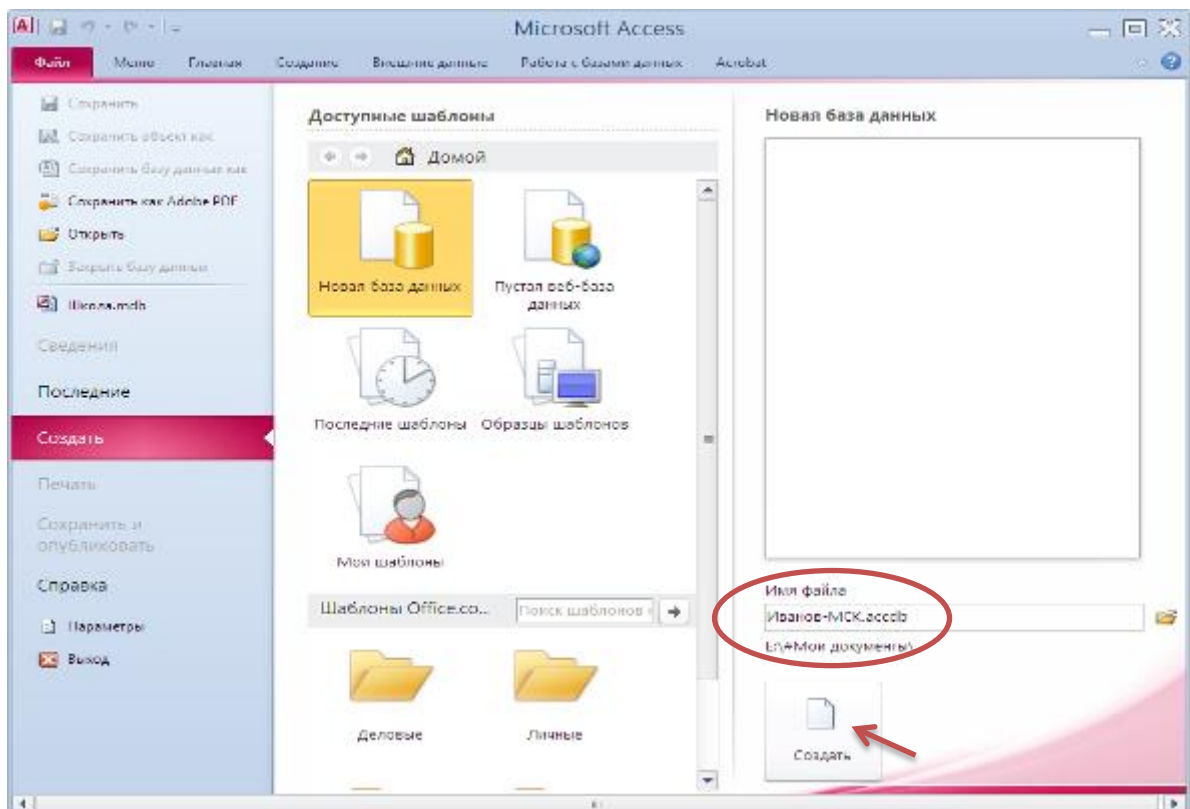 Microsoft Access
Файл
Меню
Главная
Создание
Внешние данные
Работа с базами данных
Acrobat
Сохранить
Сохранить объект как
Сохранить базу данных как
Сохранить как Adobe PDF
Открыть
Закрыть базу данных
Школа.mdb
Сведения
Последние
Создать
Печать
Сохранить и
опубликовать
Справка
Параметры
Выход
Доступные шаблоны
Домой
Новая база данных
Пустая веб-база
данных
Последние шаблоны
Образцы шаблонов
Мои шаблоны
Шаблоны Office.co...
Поиск шаблонов
Деловые
Личные
Новая база данных
Имя файла
Иванов-МСК.accdb
E:\#Мои документы\
Создать